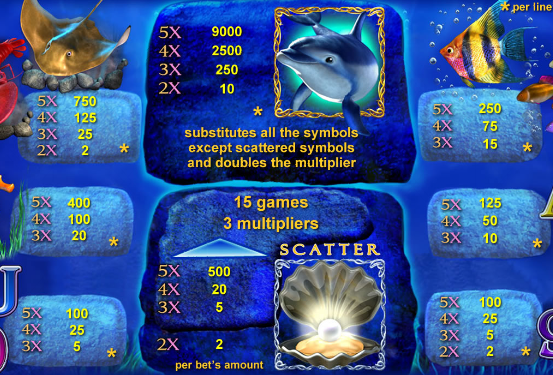 * per line
5X 9000
4X 2500
3X 250
2X 10
*
substitutes all the symbols
except scattered symbols
and doubles the multiplier
5X 750
4X 125
3X 25
2X 2 *
5X 250
4X 75
3X 15 *
5X 400
4X 100
3X 20 *
15 games
3 multipliers
SCATTER
5X 500
4X 20
3X 5
2X 2
per bet's amount
5X 125
4X 50
3X 10 *
5X 100
4X 25
3X 5 *
5X 100
4X 25
3X 5
2X 2 *